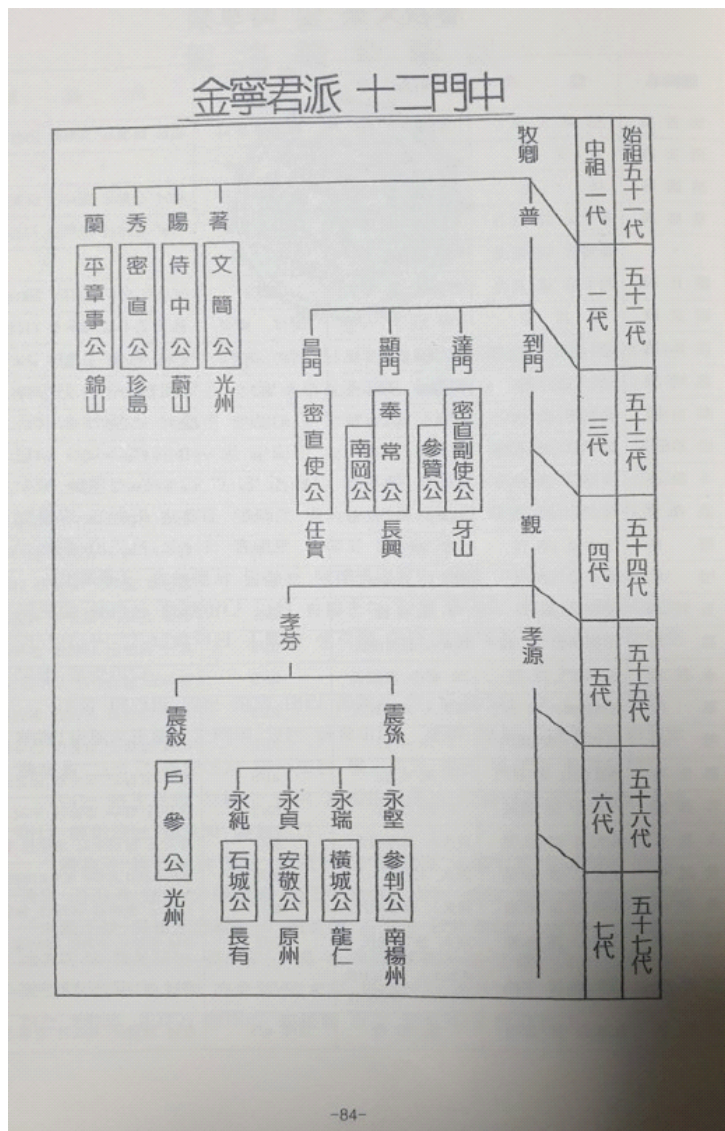 金寧君派 十二門中
始祖五十一代
五十二代
五十三代
五十四代
五十五代
五十六代
五十七代
中祖一代
二代
三代
四代
五代
六代
七代
牧卿
普
著
文簡公
光州
陽
侍中公
蔚山
秀
密直公
珍島
蘭
平章事公
錦山
到門
達門
密直副使公
參贊公
牙山
顯門
奉常公
南岡公
長興
昌門
密直使公
任實
觀
孝源
孝芬
震孫
震敍
戶參公
光州
永堅
參判公
南楊州
永瑞
橫城公
龍仁
永貞
安敬公
原州
永純
石城公
長有
-84-